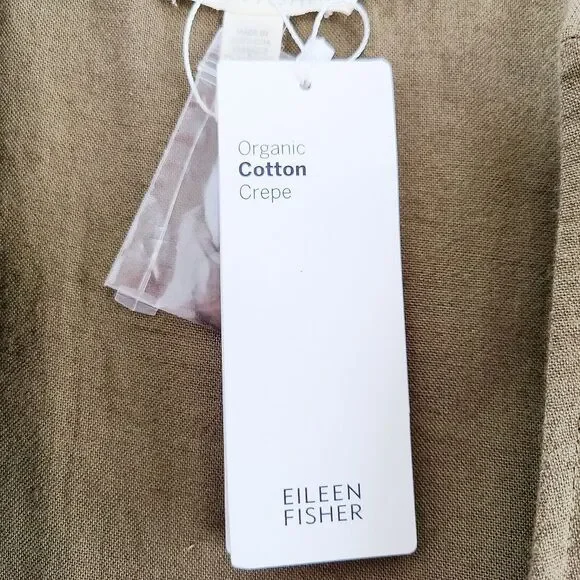 Organic
Cotton
Crepe
EILEEN
FISHER